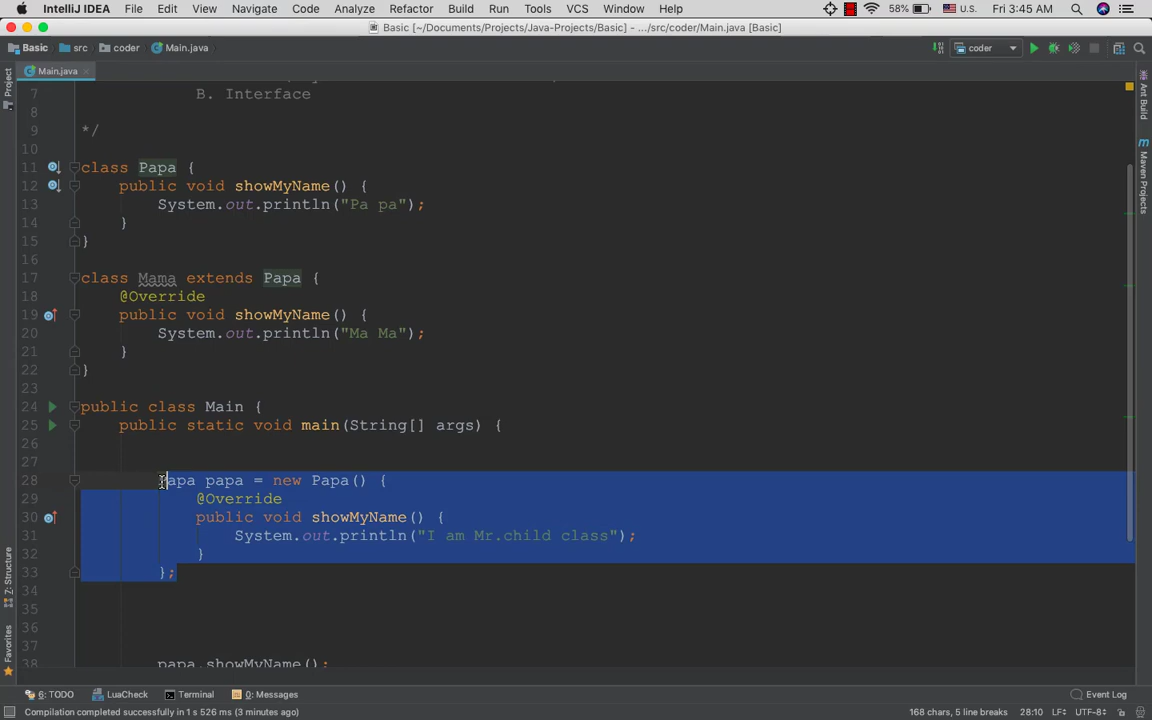 IntelliJ IDEA File Edit View Navigate Code Analyze Refactor Build Run Tools VCS Window Help 58% U.S. Fri 3:45 AM
Basic [~/Documents/Projects/Java-Projects/Basic] - .../src/coder/Main.java [Basic]
Basic src coder Main.java coder
Main.java
Project
Ant Build
Maven Projects
7 B. Interface
8
9 */
10
11 class Papa {
12 public void showMyName() {
13 System.out.println("Pa pa");
14 }
15 }
16
17 class Mama extends Papa {
18 @Override
19 public void showMyName() {
20 System.out.println("Ma Ma");
21 }
22 }
23
24 public class Main {
25 public static void main(String[] args) {
26
27
28 Papa papa = new Papa() {
29 @Override
30 public void showMyName() {
31 System.out.println("I am Mr.child class");
32 }
33 };
34
35
36
37
38 papa.showMyName();
Z: Structure
Favorites
6: TODO LuaCheck Terminal 0: Messages Event Log
Compilation completed successfully in 1 s 526 ms (3 minutes ago) 168 chars, 5 line breaks 28:10 LF UTF-8